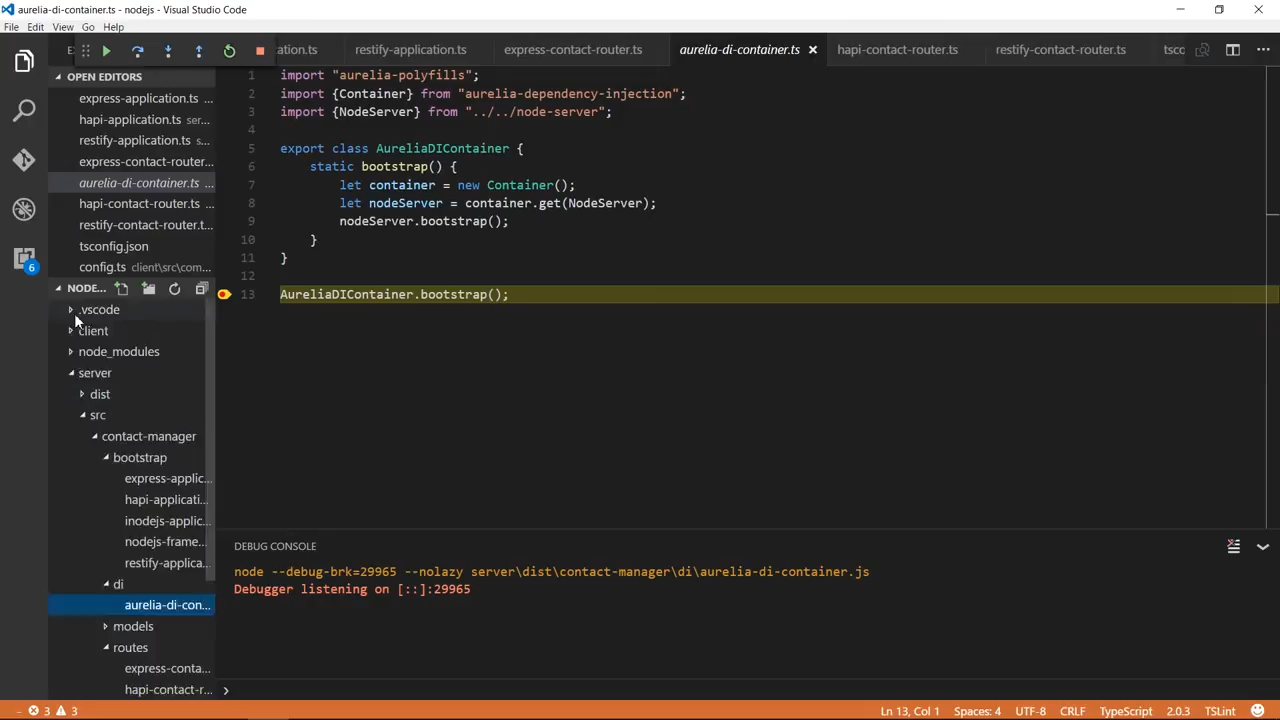 aurelia-di-container.ts - nodejs - Visual Studio Code
File Edit View Go Help
E
ation.ts restify-application.ts express-contact-router.ts aurelia-di-container.ts hapi-contact-router.ts restify-contact-router.ts tsco
OPEN EDITORS
express-application.ts ...
hapi-application.ts ser...
restify-application.ts s...
express-contact-router...
aurelia-di-container.ts ...
hapi-contact-router.ts ...
restify-contact-router.t...
tsconfig.json
config.ts client\src\com...
NODE...
.vscode
client
node_modules
server
dist
src
contact-manager
bootstrap
express-applic...
hapi-applicati...
inodejs-applic...
nodejs-frame...
restify-applica...
di
aurelia-di-con...
models
routes
express-conta...
hapi-contact-r...
6
1 import "aurelia-polyfills";
2 import {Container} from "aurelia-dependency-injection";
3 import {NodeServer} from "../../node-server";
4
5 export class AureliaDIContainer {
6 static bootstrap() {
7 let container = new Container();
8 let nodeServer = container.get(NodeServer);
9 nodeServer.bootstrap();
10 }
11 }
12
13 AureliaDIContainer.bootstrap();
DEBUG CONSOLE
node --debug-brk=29965 --nolazy server\dist\contact-manager\di\aurelia-di-container.js
Debugger listening on [::]:29965
3 3 Ln 13, Col 1 Spaces: 4 UTF-8 CRLF TypeScript 2.0.3 TSLint